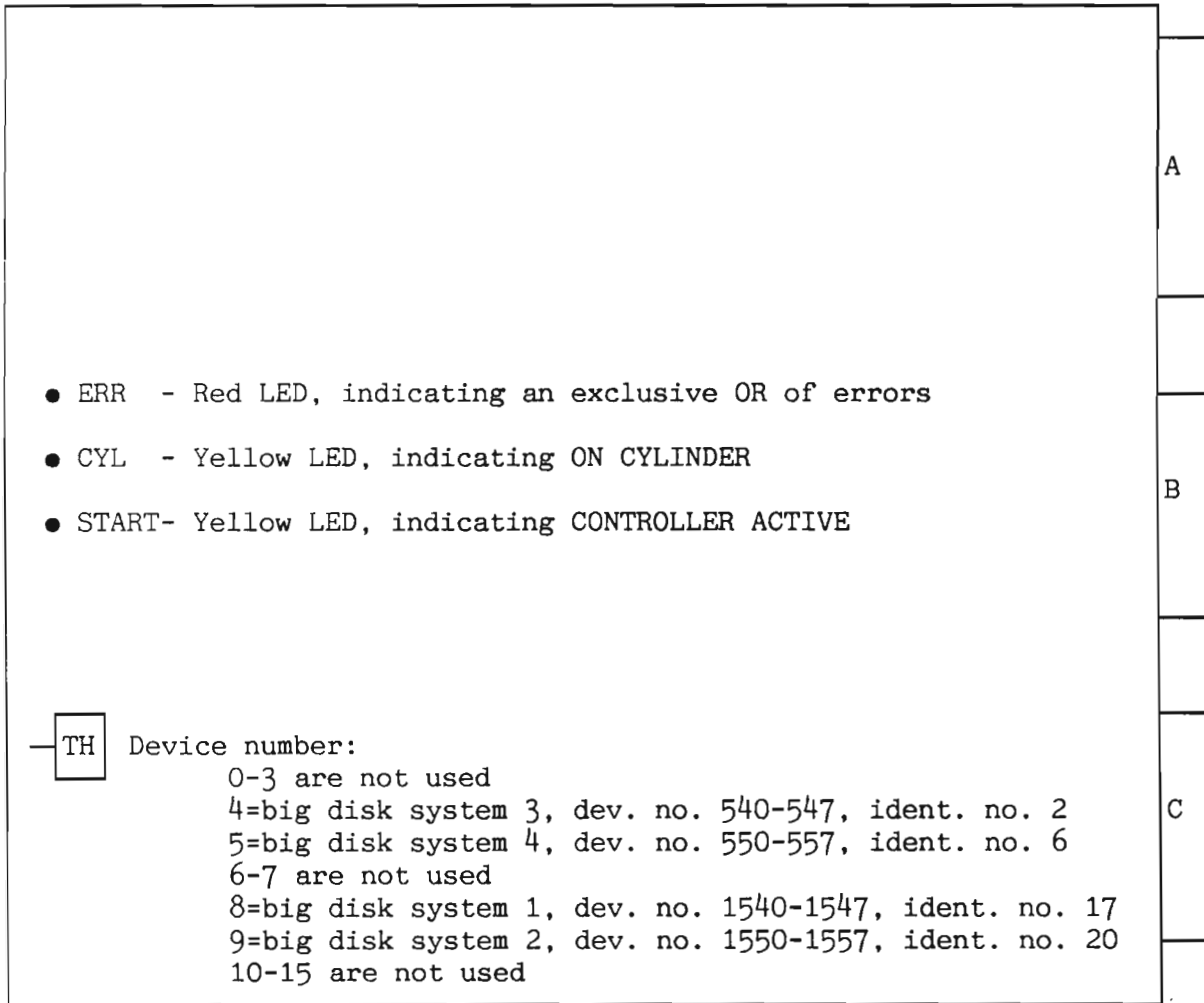 A
● ERR - Red LED, indicating an exclusive OR of errors
● CYL - Yellow LED, indicating ON CYLINDER
B
● START- Yellow LED, indicating CONTROLLER ACTIVE
TH Device number:
0-3 are not used
4=big disk system 3, dev. no. 540-547, ident. no. 2
C
5=big disk system 4, dev. no. 550-557, ident. no. 6
6-7 are not used
8=big disk system 1, dev. no. 1540-1547, ident. no. 17
9=big disk system 2, dev. no. 1550-1557, ident. no. 20
10-15 are not used